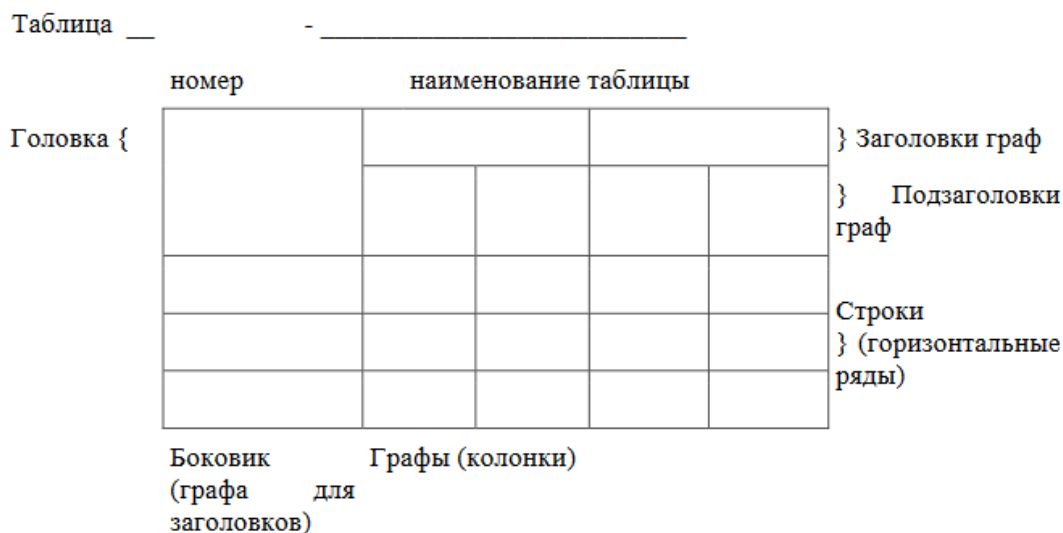 Таблица __ - __________________________
номер наименование таблицы
Головка { } Заголовки граф
} Подзаголовки
граф
Строки
} (горизонтальные
ряды)
Боковик Графы (колонки)
(графа для
заголовков)